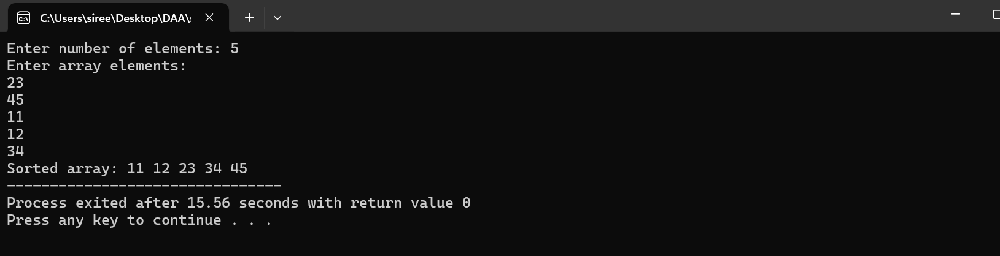 C:\Users\siree\Desktop\DAA\
Enter number of elements: 5
Enter array elements:
23
45
11
12
34
Sorted array: 11 12 23 34 45
--------------------------------
Process exited after 15.56 seconds with return value 0
Press any key to continue . . .